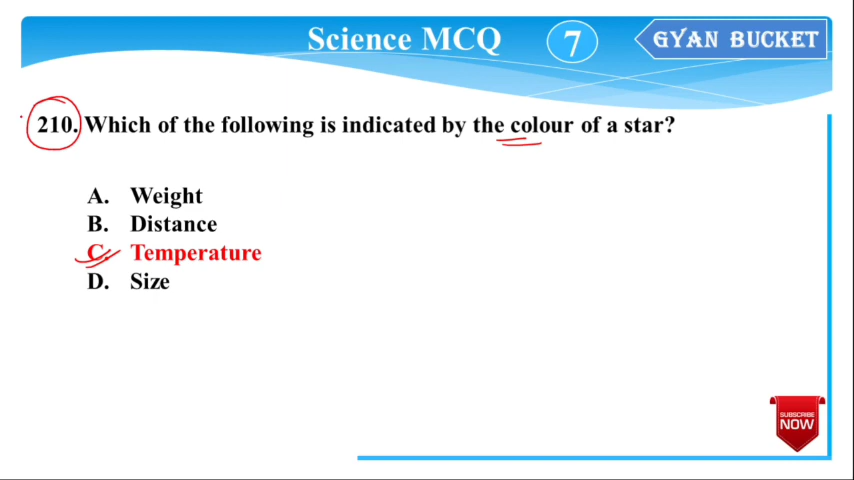 Science MCQ
7
GYAN BUCKET
210. Which of the following is indicated by the colour of a star?
A. Weight
B. Distance
C. Temperature
D. Size
SUBSCRIBE
NOW